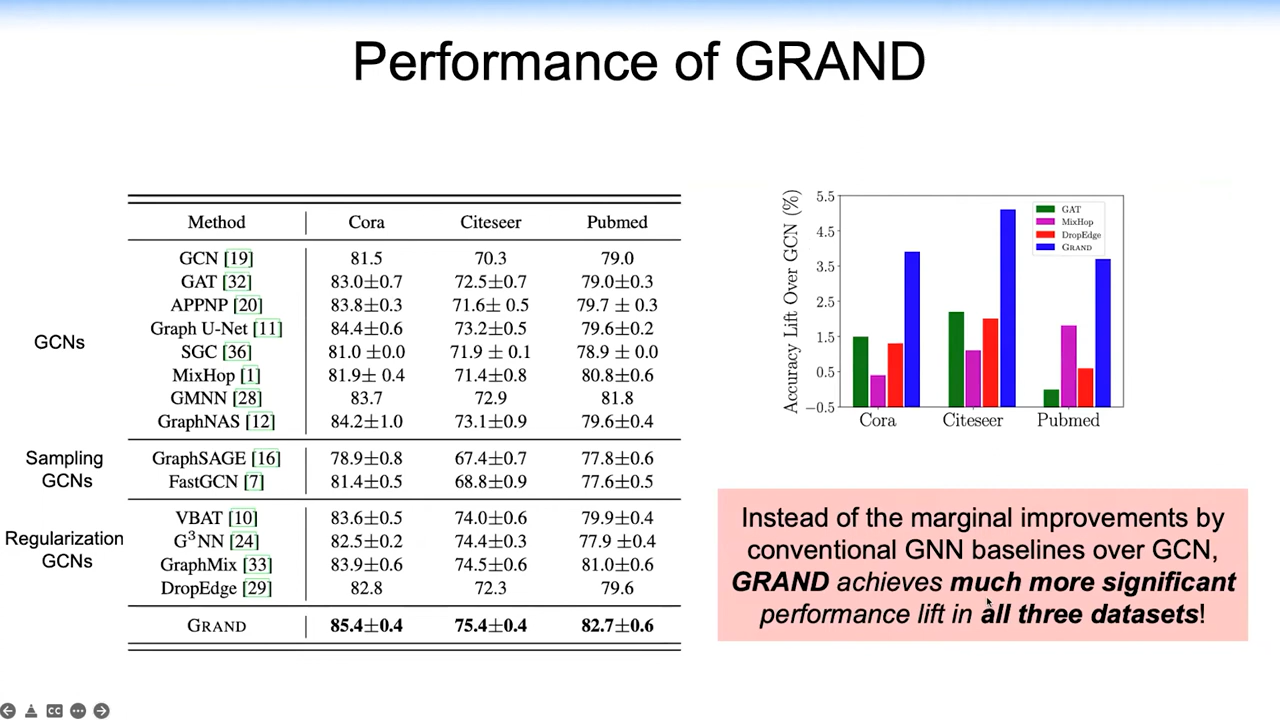 Performance of GRAND
Method Cora Citeseer Pubmed
GCNs
GCN [19] 81.5 70.3 79.0
GAT [32] 83.0±0.7 72.5±0.7 79.0±0.3
APPNP [20] 83.8±0.3 71.6± 0.5 79.7 ± 0.3
Graph U-Net [11] 84.4±0.6 73.2±0.5 79.6±0.2
SGC [36] 81.0 ±0.0 71.9 ± 0.1 78.9 ± 0.0
MixHop [1] 81.9± 0.4 71.4±0.8 80.8±0.6
GMNN [28] 83.7 72.9 81.8
GraphNAS [12] 84.2±1.0 73.1±0.9 79.6±0.4
Sampling
GCNs
GraphSAGE [16] 78.9±0.8 67.4±0.7 77.8±0.6
FastGCN [7] 81.4±0.5 68.8±0.9 77.6±0.5
Regularization
GCNs
VBAT [10] 83.6±0.5 74.0±0.6 79.9±0.4
G³NN [24] 82.5±0.2 74.4±0.3 77.9 ±0.4
GraphMix [33] 83.9±0.6 74.5±0.6 81.0±0.6
DropEdge [29] 82.8 72.3 79.6
GRAND 85.4±0.4 75.4±0.4 82.7±0.6
Accuracy Lift Over GCN (%)
5.5
4.5
3.5
2.5
1.5
0.5
−0.5
GAT
MixHop
DropEdge
GRAND
Cora Citeseer Pubmed
Instead of the marginal improvements by
conventional GNN baselines over GCN,
GRAND achieves much more significant
performance lift in all three datasets!
CC